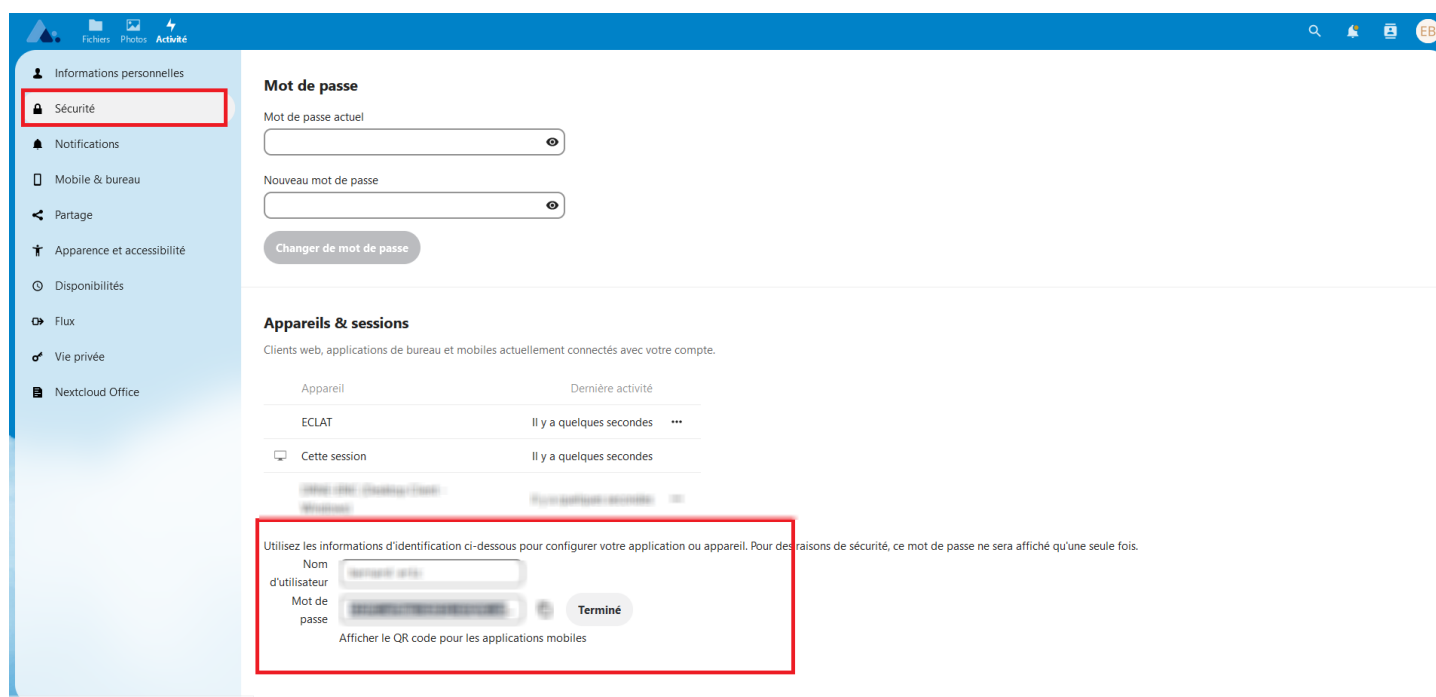 Fichiers Photos Activité
EB
Informations personnelles
Sécurité
Notifications
Mobile & bureau
Partage
Apparence et accessibilité
Disponibilités
Flux
Vie privée
Nextcloud Office
Mot de passe
Mot de passe actuel
Nouveau mot de passe
Changer de mot de passe
Appareils & sessions
Clients web, applications de bureau et mobiles actuellement connectés avec votre compte.
Appareil Dernière activité
ECLAT Il y a quelques secondes
Cette session Il y a quelques secondes
Utilisez les informations d'identification ci-dessous pour configurer votre application ou appareil. Pour des raisons de sécurité, ce mot de passe ne sera affiché qu'une seule fois.
Nom
d'utilisateur
Mot de
passe
Terminé
Afficher le QR code pour les applications mobiles